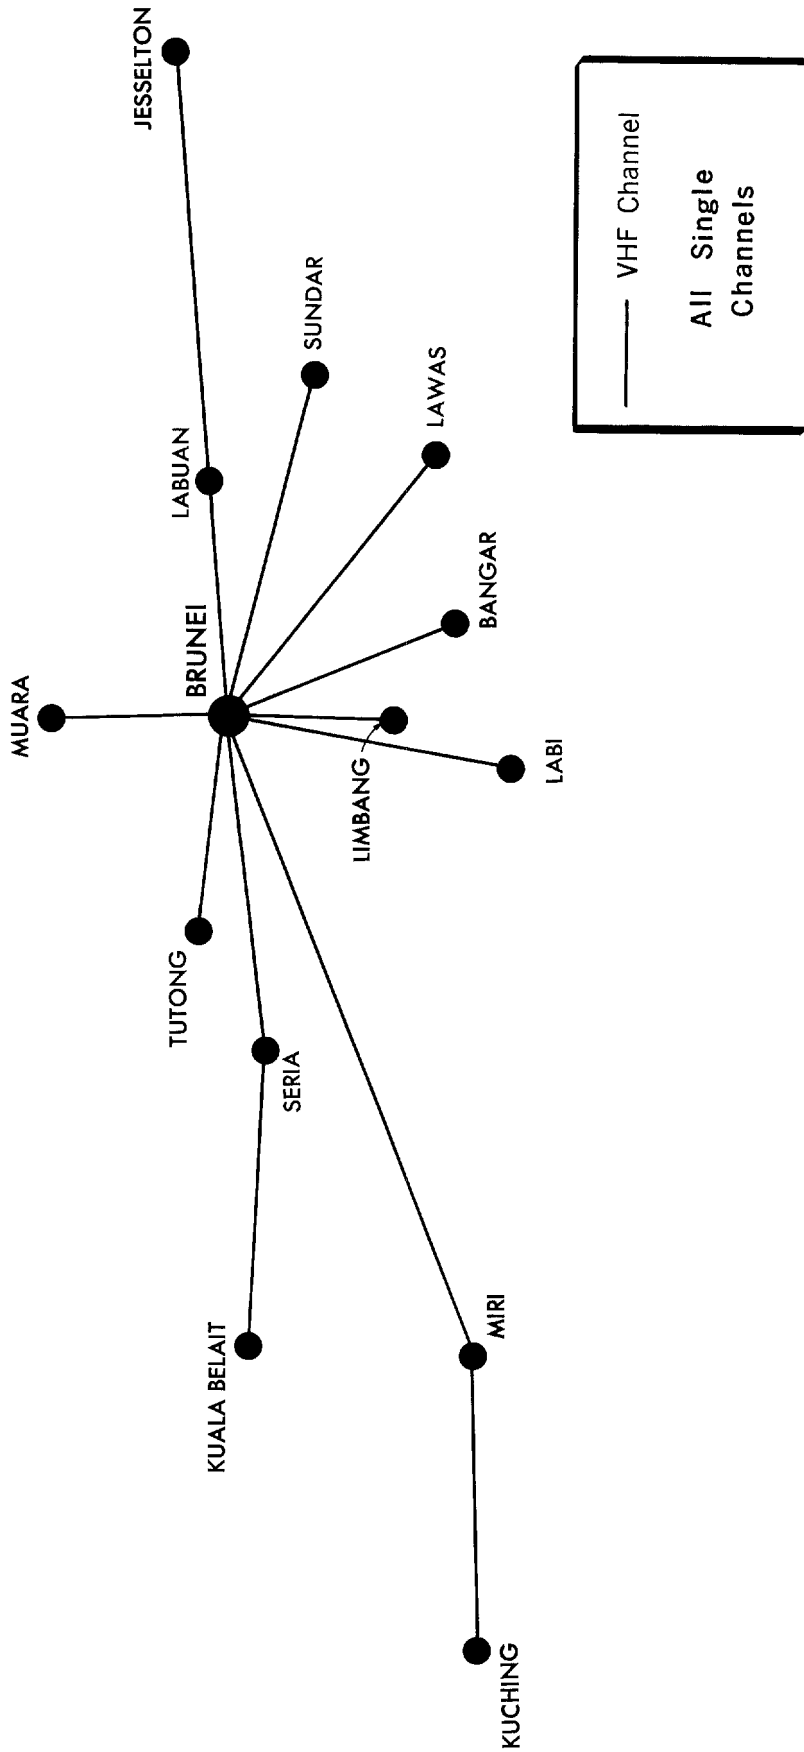 JESSELTON
SUNDAR
LAWAS
LABUAN
BANGAR
BRUNEI
MUARA
LIMBANG
LABI
TUTONG
SERIA
KUALA BELAIT
MIRI
KUCHING
VHF Channel
All Single
Channels